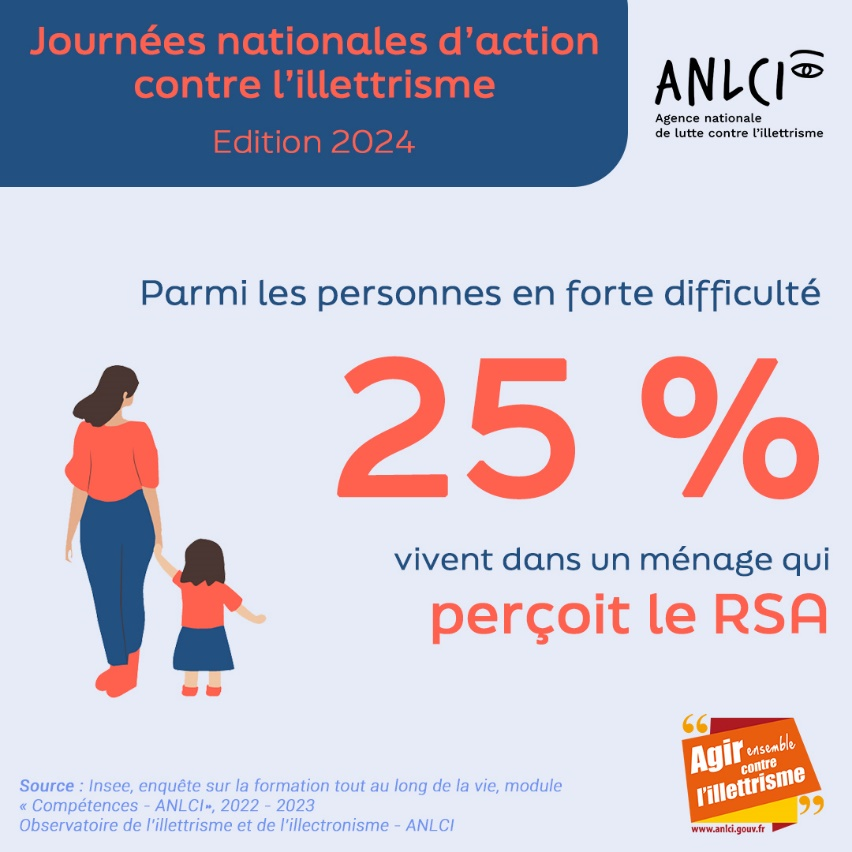 Journées nationales d'action
contre l'illettrisme
Edition 2024
ANLCI
Agence nationale
de lutte contre l'illettrisme
Parmi les personnes en forte difficulté
25 %
vivent dans un ménage qui
perçoit le RSA
Source : Insee, enquête sur la formation tout au long de la vie, module
« Compétences - ANLCI», 2022 - 2023
Observatoire de l'illettrisme et de l'illectronisme - ANLCI
“Agir ensemble
contre
l'illettrisme”
www.anlci.gouv.fr